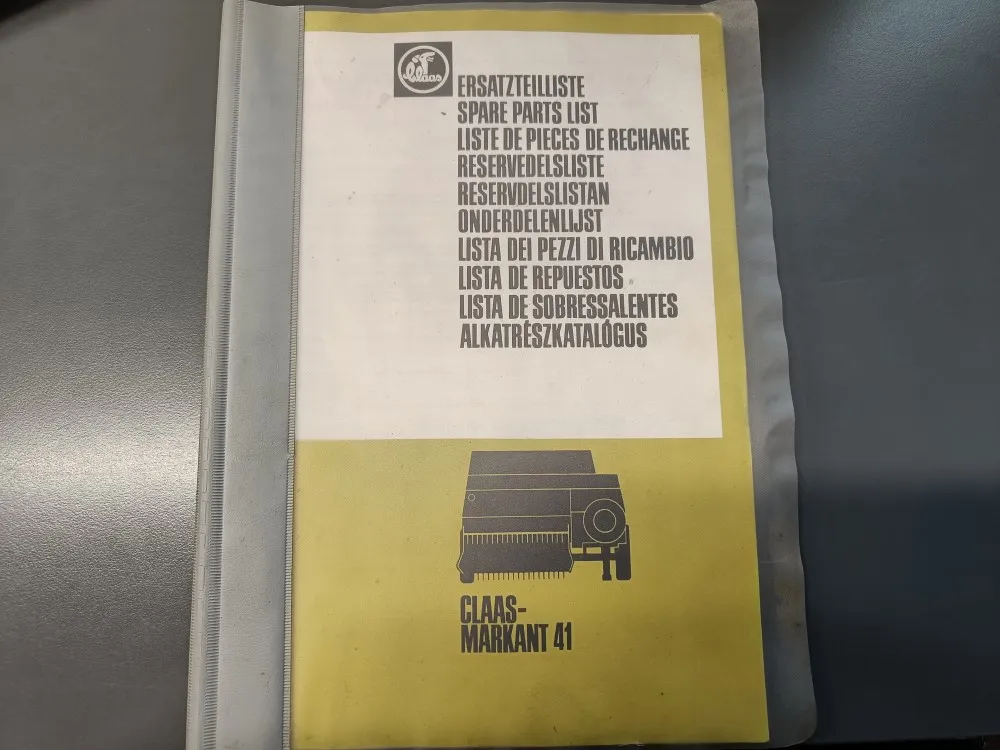 Claas
ERSATZTEILLISTE
SPARE PARTS LIST
LISTE DE PIECES DE RECHANGE
RESERVEDELSLISTE
RESERVDELSLISTAN
ONDERDELENLIJST
LISTA DEI PEZZI DI RICAMBIO
LISTA DE REPUESTOS
LISTA DE SOBRESSALENTES
ALKATRÉSZKATALÓGUS
CLAAS-
MARKANT 41